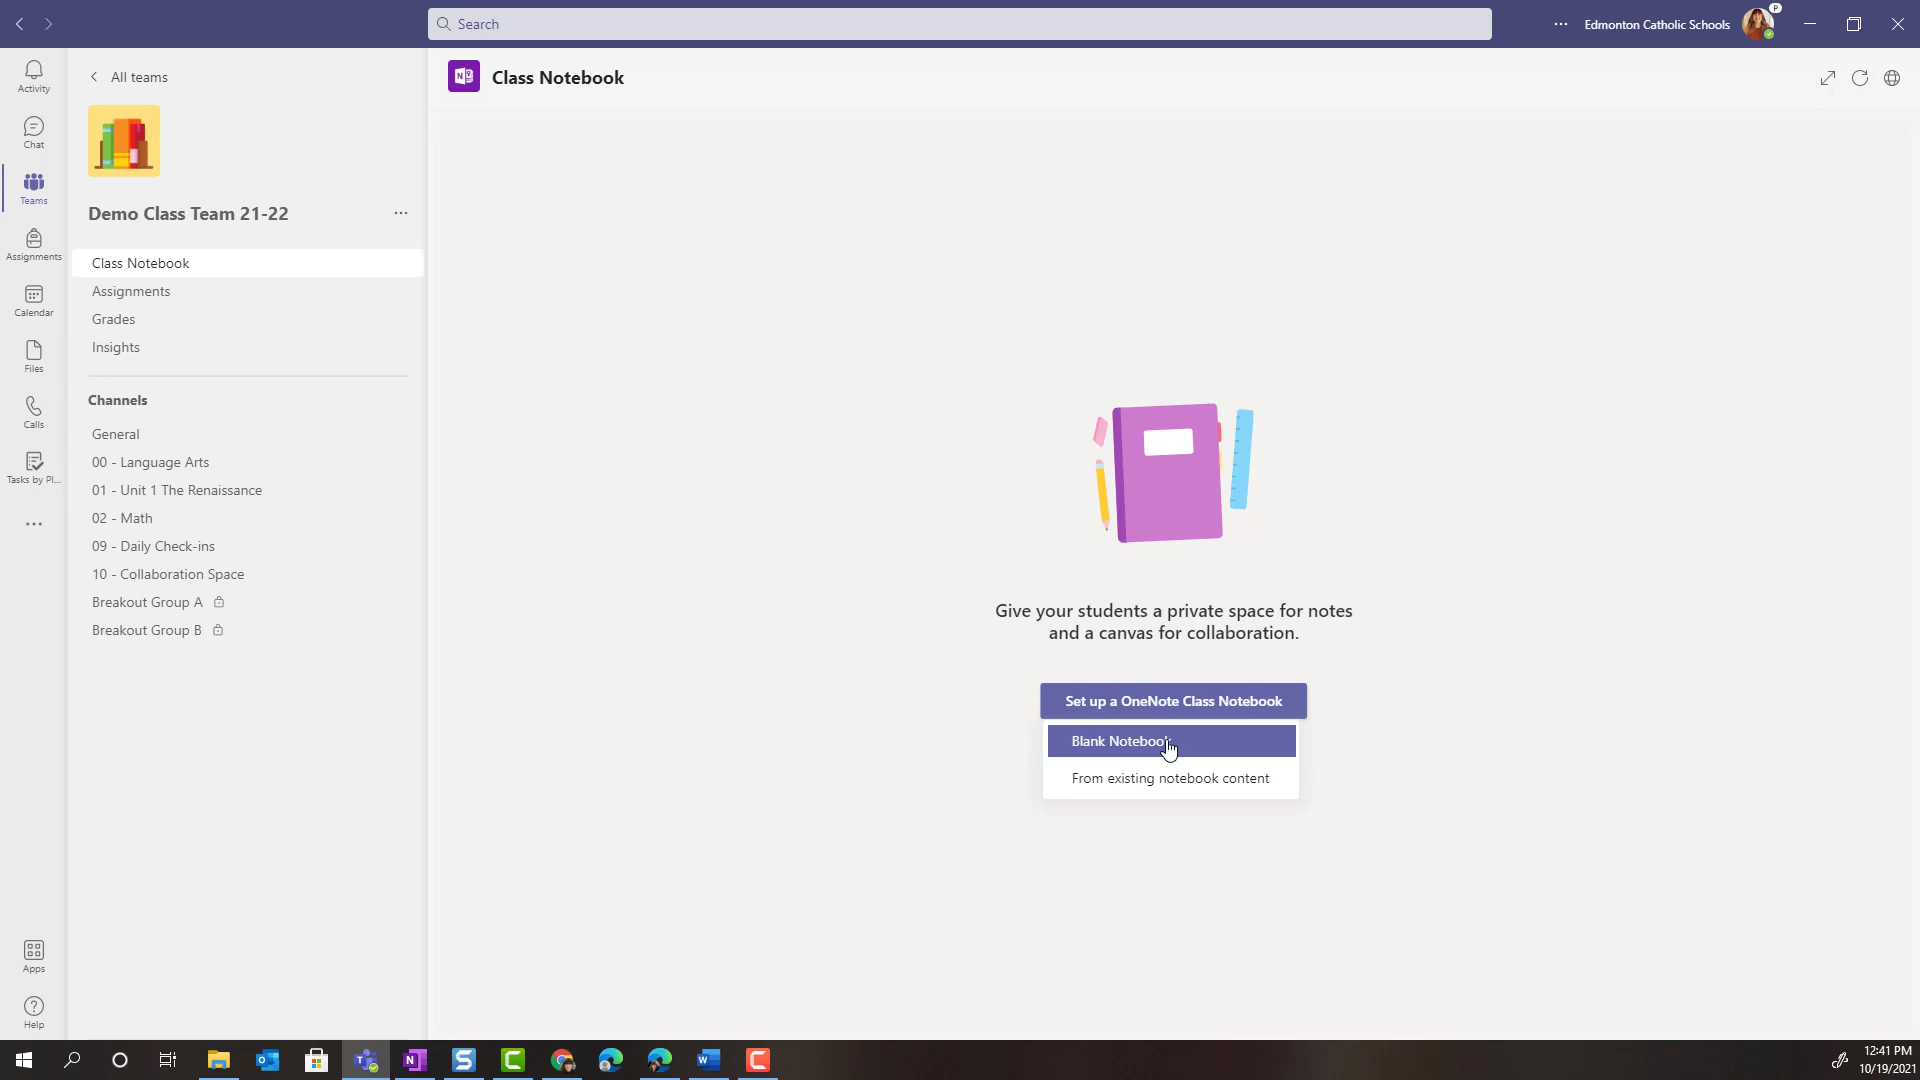 Search
Edmonton Catholic Schools
P
Activity
Chat
Teams
Assignments
Calendar
Files
Calls
Tasks by Pl...
Apps
Help
All teams
Demo Class Team 21-22
Class Notebook
Assignments
Grades
Insights
Channels
General
00 - Language Arts
01 - Unit 1 The Renaissance
02 - Math
09 - Daily Check-ins
10 - Collaboration Space
Breakout Group A
Breakout Group B
N
Class Notebook
Give your students a private space for notes
and a canvas for collaboration.
Set up a OneNote Class Notebook
Blank Notebook
From existing notebook content
12:41 PM
10/19/2021